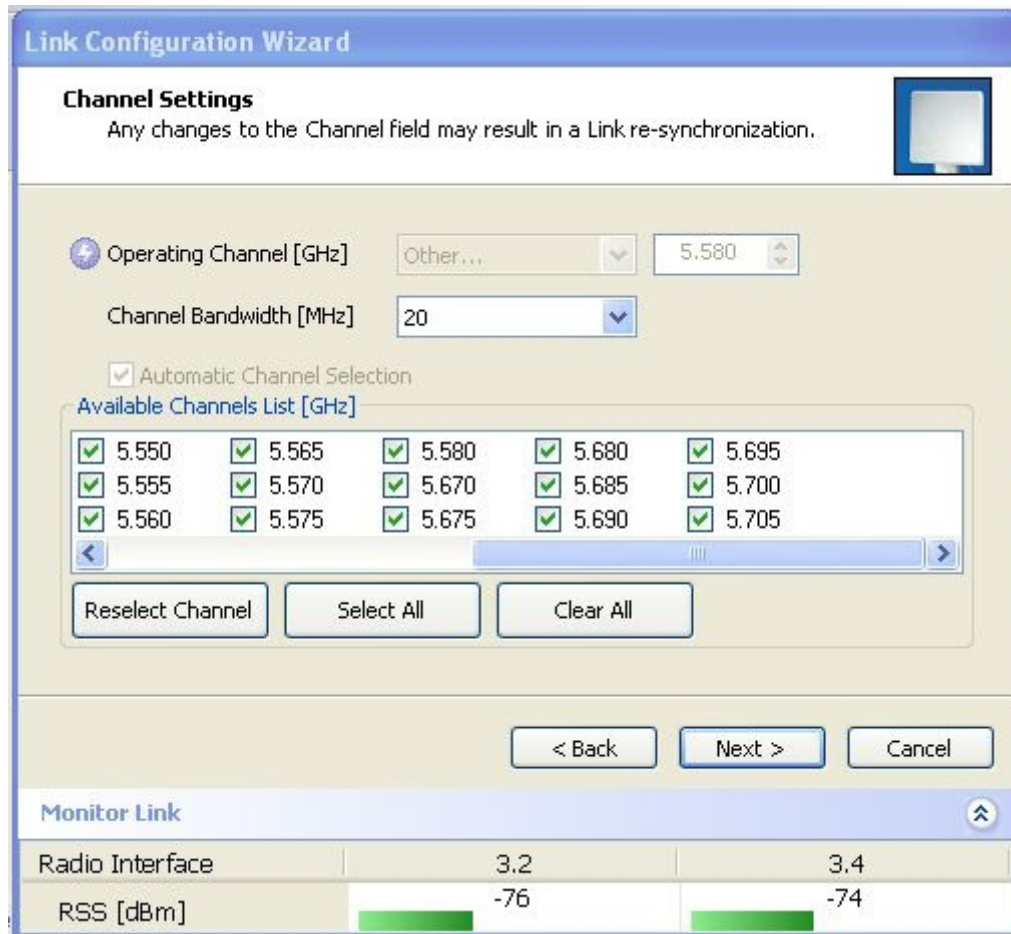 Link Configuration Wizard
Channel Settings
Any changes to the Channel field may result in a Link re-synchronization.
Operating Channel [GHz] Other... 5.580
Channel Bandwidth [MHz] 20
Automatic Channel Selection
Available Channels List [GHz]
5.550 5.565 5.580 5.680 5.695
5.555 5.570 5.670 5.685 5.700
5.560 5.575 5.675 5.690 5.705
Reselect Channel Select All Clear All
< Back Next > Cancel
Monitor Link
Radio Interface 3.2 3.4
RSS [dBm] -76 -74